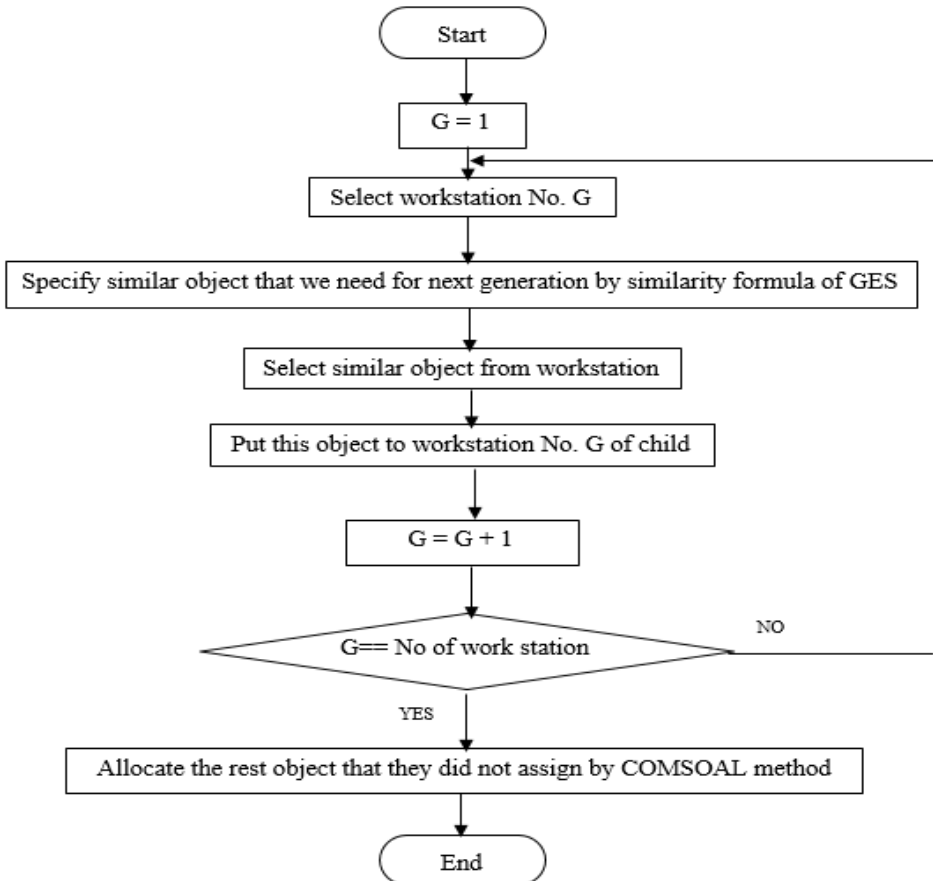 Start
G = 1
Select workstation No. G
Specify similar object that we need for next generation by similarity formula of GES
Select similar object from workstation
Put this object to workstation No. G of child
G = G + 1
G== No of work station
NO
YES
Allocate the rest object that they did not assign by COMSOAL method
End